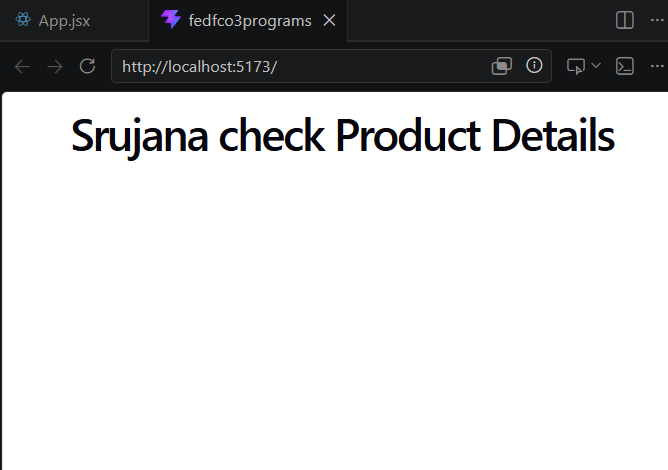 App.jsx
fedfco3programs
http://localhost:5173/
Srujana check Product Details